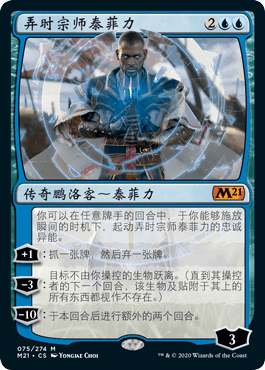 弄时宗师泰菲力 2
传奇鹏洛客~泰菲力 M21
你可以在任意牌手的回合中,于你能够施放
瞬间的时机下,起动弄时宗师泰菲力的忠诚
异能。
+1:抓一张牌,然后弃一张牌。
目标不由你操控的生物跃离。(直到其操控
-3:者的下一个回合,该生物及贴附于其上的
所有东西都视作不存在。)
-10:于本回合后进行额外的两个回合。
3
075/274 M
M21 • CS YONGJAE CHOI
™ & © 2020 Wizards of the Coast